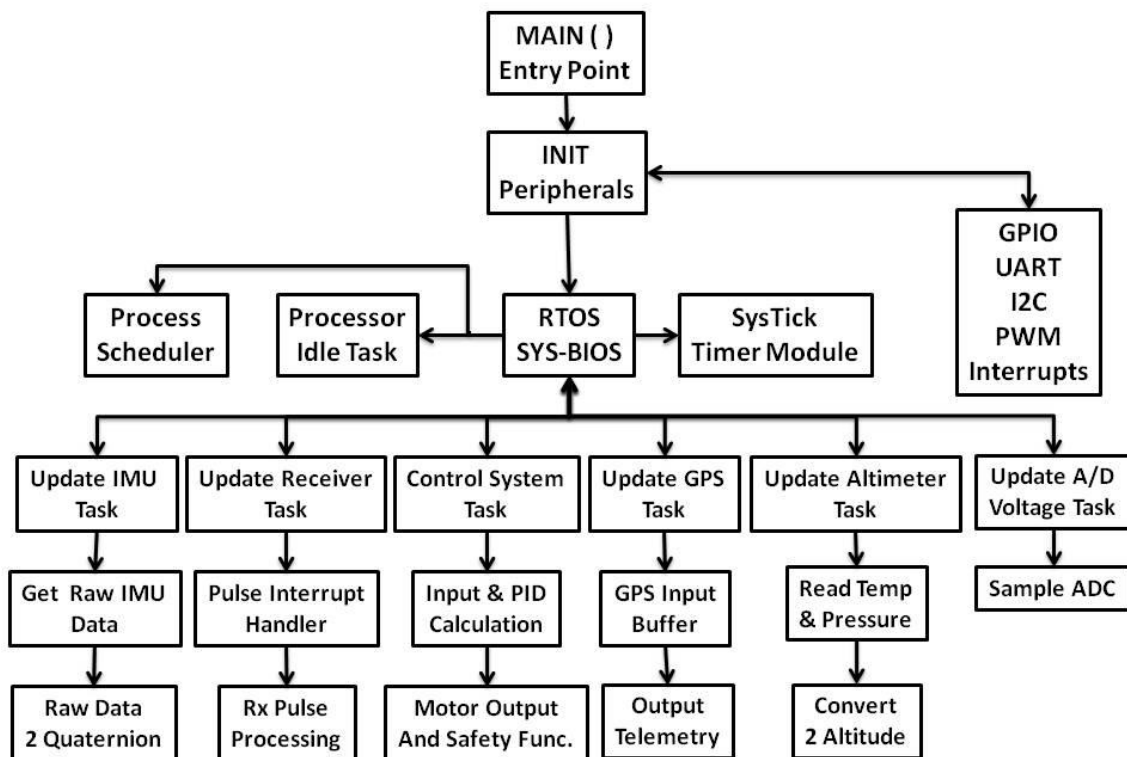 MAIN ( )
Entry Point
INIT
Peripherals
GPIO
UART
I2C
PWM
Interrupts
Process
Scheduler
Processor
Idle Task
RTOS
SYS-BIOS
SysTick
Timer Module
Update IMU
Task
Update Receiver
Task
Control System
Task
Update GPS
Task
Update Altimeter
Task
Update A/D
Voltage Task
Get Raw IMU
Data
Pulse Interrupt
Handler
Input & PID
Calculation
GPS Input
Buffer
Read Temp
& Pressure
Sample ADC
Raw Data
2 Quaternion
Rx Pulse
Processing
Motor Output
And Safety Func.
Output
Telemetry
Convert
2 Altitude